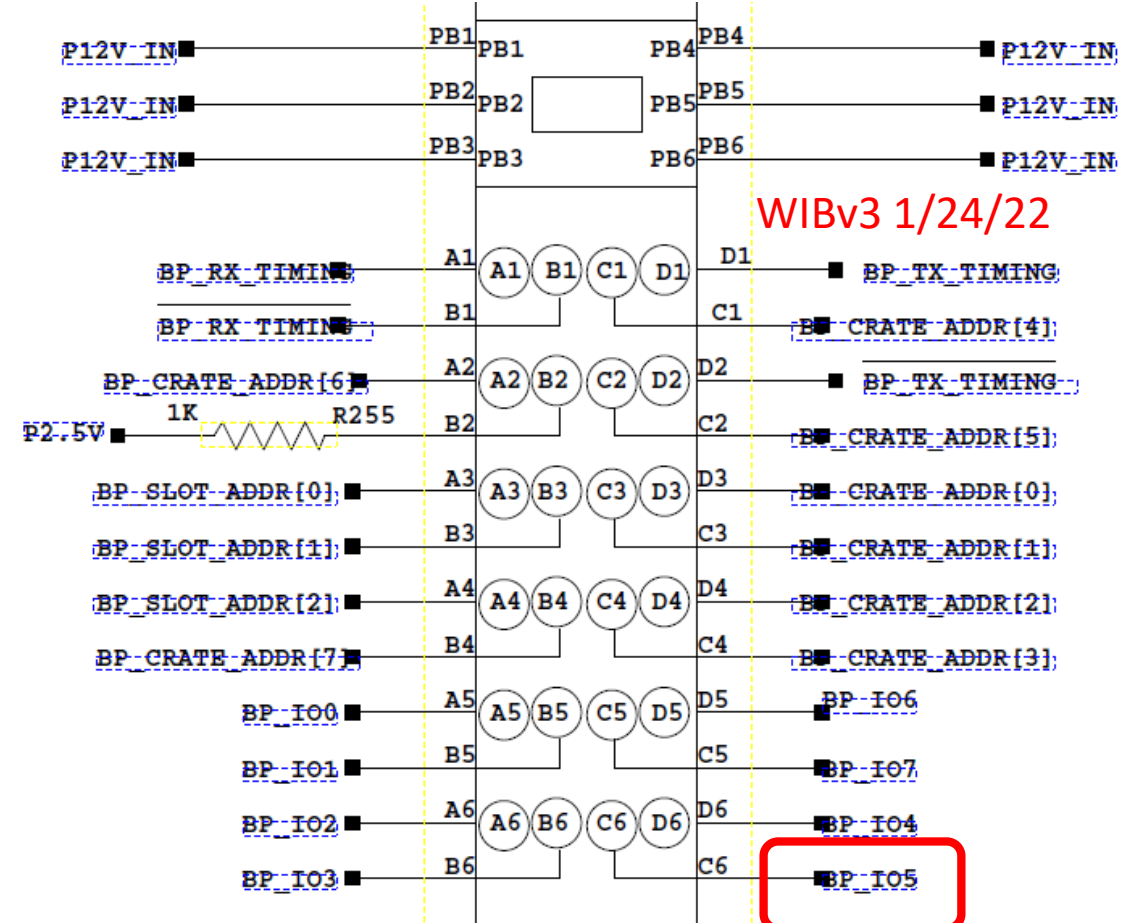 PB1 PB4
P12V_IN PB1 PB4 P12V_IN
PB2 PB5
P12V_IN PB2 PB5 P12V_IN
PB3 PB6
P12V_IN PB3 PB6 P12V_IN
WIBv3 1/24/22
A1 D1
BP_RX_TIMING A1 B1 C1 D1 BP_TX_TIMING
B1 C1
BP_RX_TIMING BP_CRATE_ADDR[4]
A2 D2
BP_CRATE_ADDR[6] A2 B2 C2 D2 BP_TX_TIMING
1K R255 B2 C2
P2.5V BP_CRATE_ADDR[5]
A3 D3
BP_SLOT_ADDR[0] A3 B3 C3 D3 BP_CRATE_ADDR[0]
B3 C3
BP_SLOT_ADDR[1] BP_CRATE_ADDR[1]
A4 D4
BP_SLOT_ADDR[2] A4 B4 C4 D4 BP_CRATE_ADDR[2]
B4 C4
BP_CRATE_ADDR[7] BP_CRATE_ADDR[3]
A5 D5 BP_IO6
BP_IO0 A5 B5 C5 D5
B5 C5
BP_IO1 BP_IO7
A6 D6
BP_IO2 A6 B6 C6 D6 BP_IO4
B6 C6
BP_IO3 BP_IO5